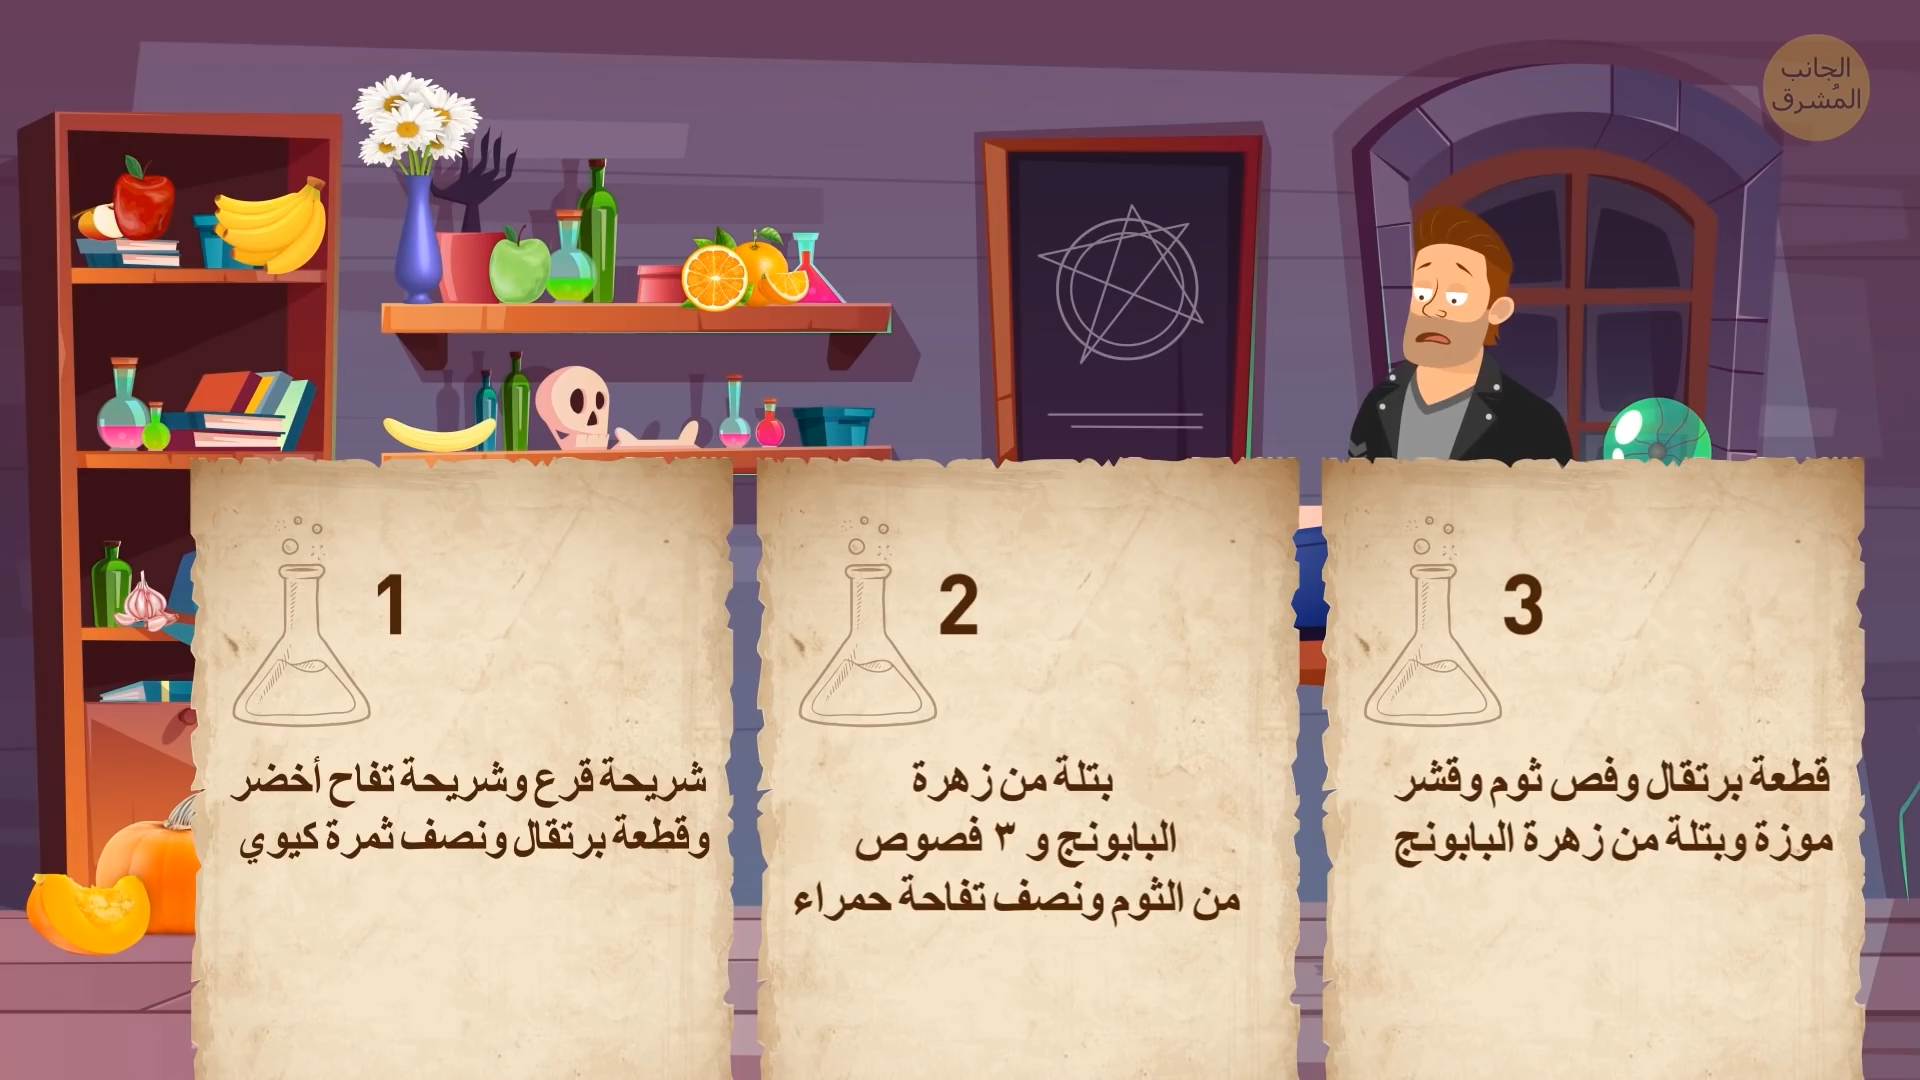 الجانب
المُشرق
1
شريحة قرع وشريحة تفاح أخضر
وقطعة برتقال ونصف ثمرة كيوي
2
بتلة من زهرة
البابونج و ٣ فصوص
من الثوم ونصف تفاحة حمراء
3
قطعة برتقال وفص ثوم وقشر
موزة وبتلة من زهرة البابونج